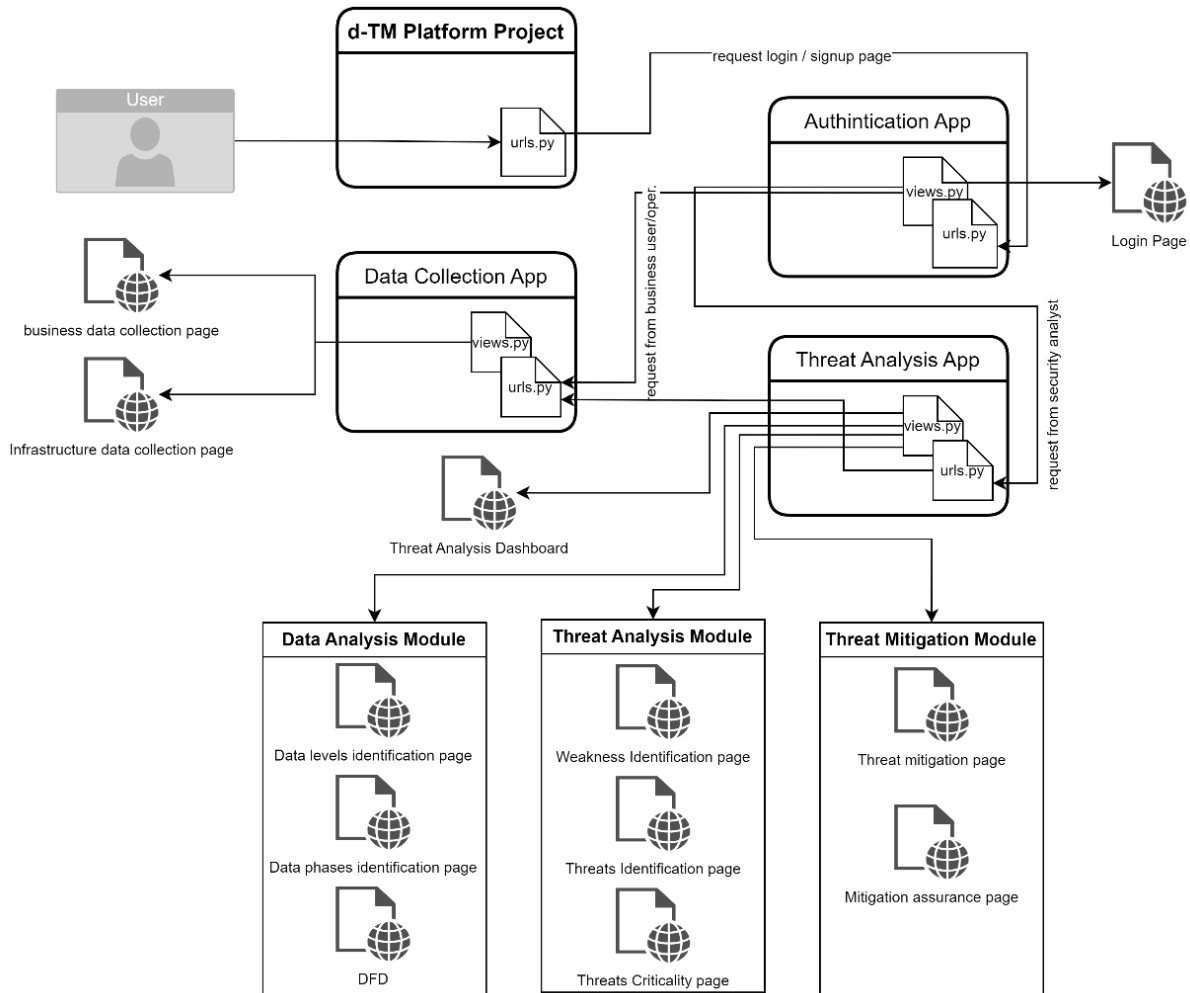 d-TM Platform Project
request login / signup page
User
urls.py
Authintication App
views.py
urls.py
Login Page
request from business user/oper.
Data Collection App
views.py
urls.py
business data collection page
Infrastructure data collection page
request from security analyst
Threat Analysis App
views.py
urls.py
Threat Analysis Dashboard
Data Analysis Module
Data levels identification page
Data phases identification page
DFD
Threat Analysis Module
Weakness Identification page
Threats Identification page
Threats Criticality page
Threat Mitigation Module
Threat mitigation page
Mitigation assurance page